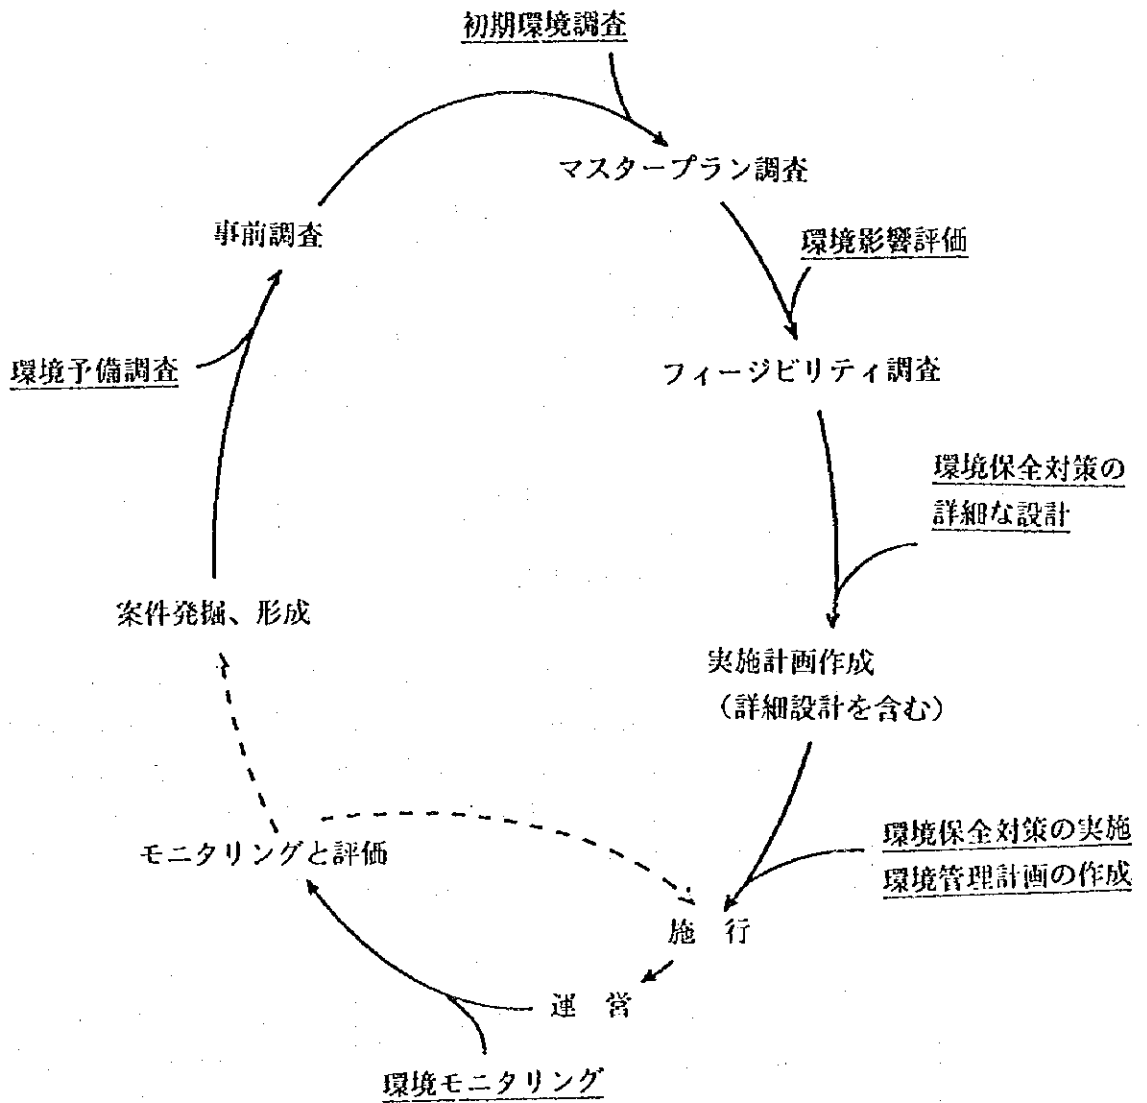 初期環境調査
マスタープラン調査
事前調査
環境影響評価
環境予備調査
フィージビリティ調査
環境保全対策の
詳細な設計
案件発掘、形成
実施計画作成
（詳細設計を含む）
環境保全対策の実施
環境管理計画の作成
モニタリングと評価
施 行
運 営
環境モニタリング